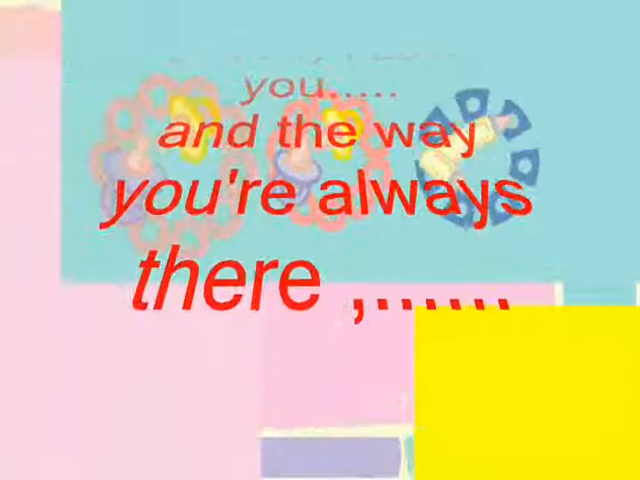 you.....
and the way
you're always
there ,......